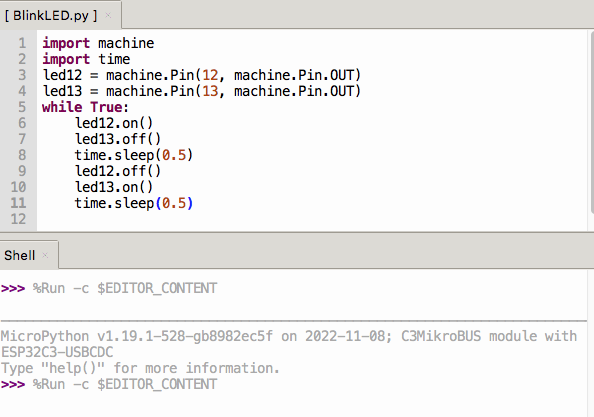 [ BlinkLED.py ] ×
1 import machine
2 import time
3 led12 = machine.Pin(12, machine.Pin.OUT)
4 led13 = machine.Pin(13, machine.Pin.OUT)
5 while True:
6     led12.on()
7     led13.off()
8     time.sleep(0.5)
9     led12.off()
10     led13.on()
11     time.sleep(0.5)
12
Shell ×
>>> %Run -c $EDITOR_CONTENT
MicroPython v1.19.1-528-gb8982ec5f on 2022-11-08; C3MikroBUS module with
ESP32C3-USBCDC
Type "help()" for more information.
>>> %Run -c $EDITOR_CONTENT